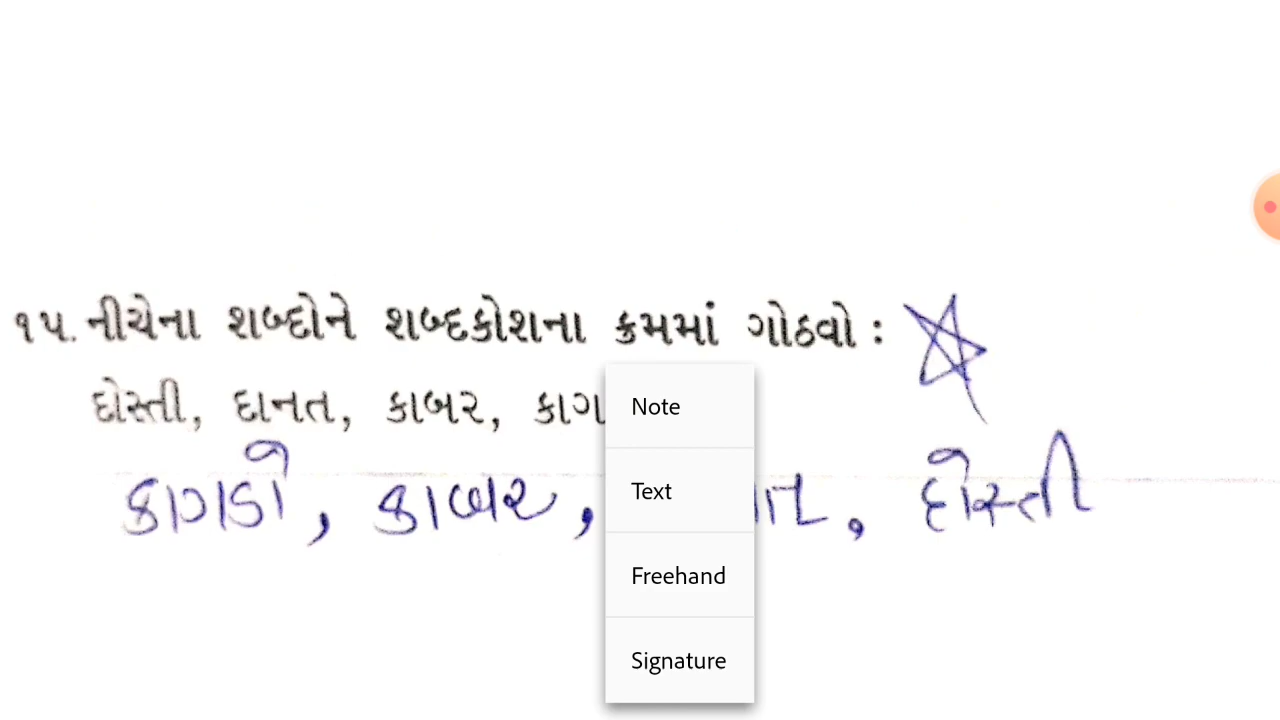 ૧૫. નીચેના શબ્દોને શબ્દકોશના ક્રમમાં ગોઠવો :
દોસ્તી, દાનત, કાબર,
કાગડો, કાબર, દોસ્તી
Note
Text
Freehand
Signature